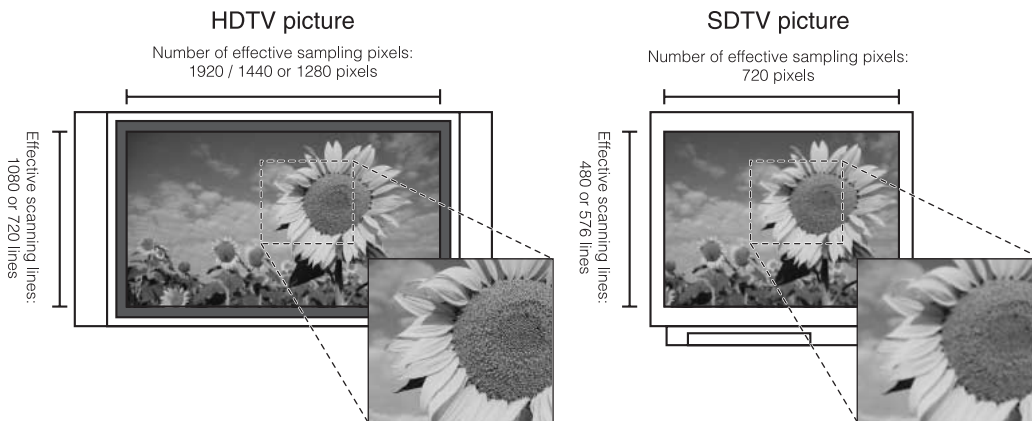 HDTV picture
Number of effective sampling pixels:
1920 / 1440 or 1280 pixels
Effective scanning lines:
1080 or 720 lines
SDTV picture
Number of effective sampling pixels:
720 pixels
Effective scanning lines:
480 or 576 lines